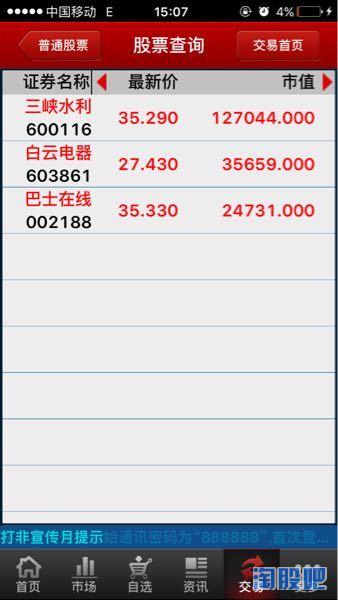 中国移动 E 15:07 4%
普通股票 股票查询 交易首页
证券名称 最新价 市值
三峡水利 35.290 127044.000
600116
白云电器 27.430 35659.000
603861
巴士在线 35.330 24731.000
002188
打非宣传月提示 始通讯密码为“888888”,首次登...
首页 市场 自选 资讯 交易
淘股吧